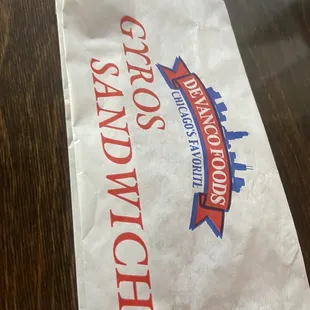 DEVANCO FOODS
CHICAGO'S FAVORITE
GYROS
SANDWICH